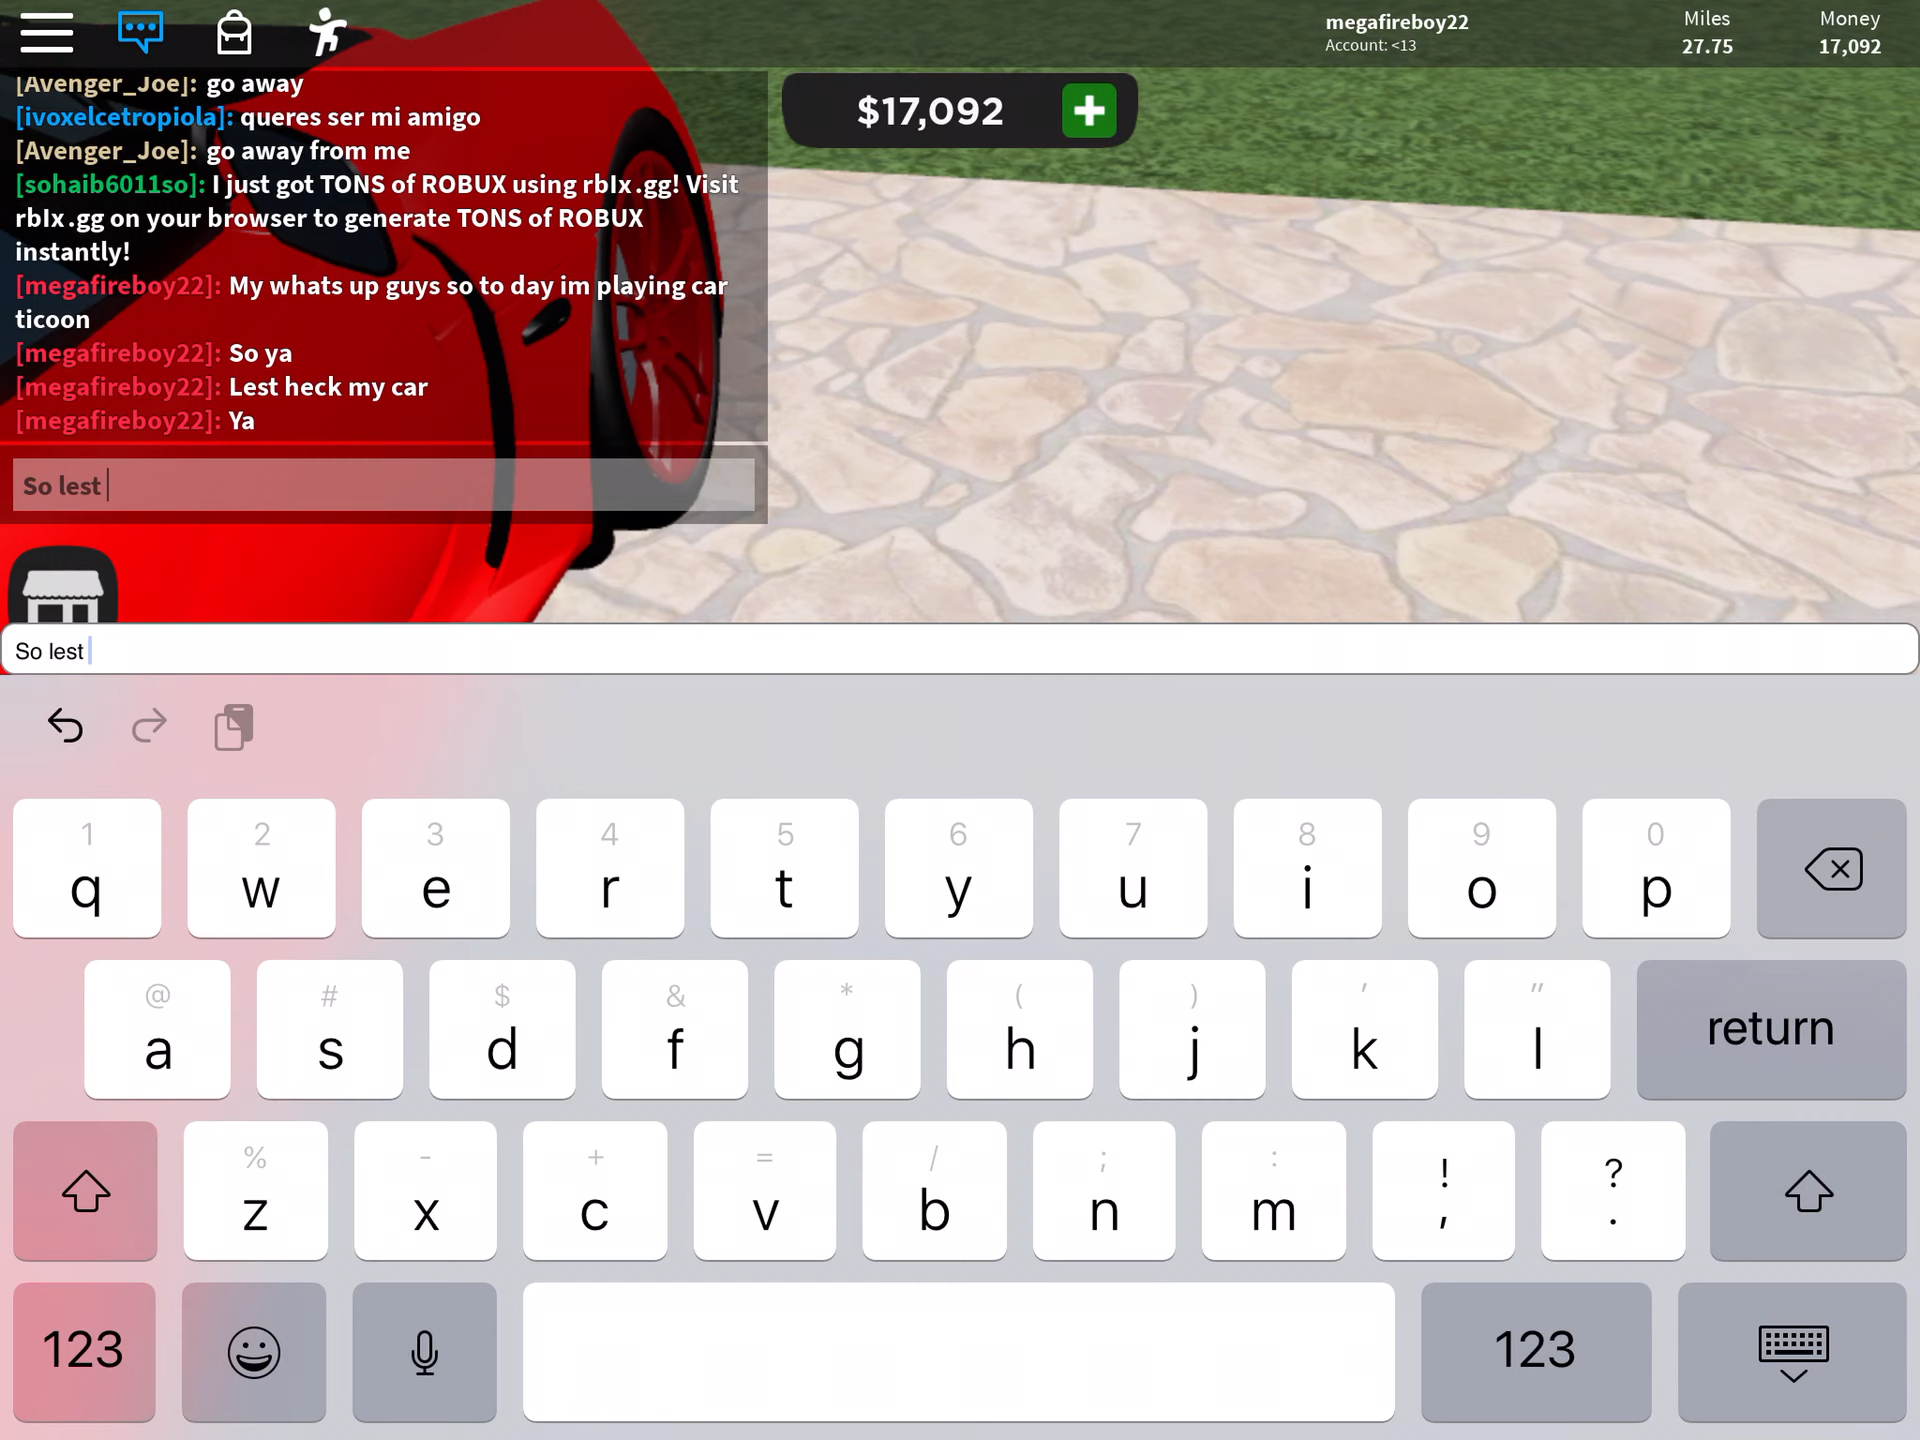 megafireboy22
Account: <13
Miles
27.75
Money
17,092
[Avenger_Joe]: go away
[ivoxelcetropiola]: queres ser mi amigo
[Avenger_Joe]: go away from me
[sohaib6011so]: I just got TONS of ROBUX using rbIx.gg! Visit
rbIx.gg on your browser to generate TONS of ROBUX
instantly!
[megafireboy22]: My whats up guys so to day im playing car
ticoon
[megafireboy22]: So ya
[megafireboy22]: Lest heck my car
[megafireboy22]: Ya
$17,092
So lest
So lest
1 2 3 4 5 6 7 8 9 0
q w e r t y u i o p
@ # $ & * ( ) ' "
a s d f g h j k l return
% - + = / ; : ! ?
z x c v b n m , .
123 123